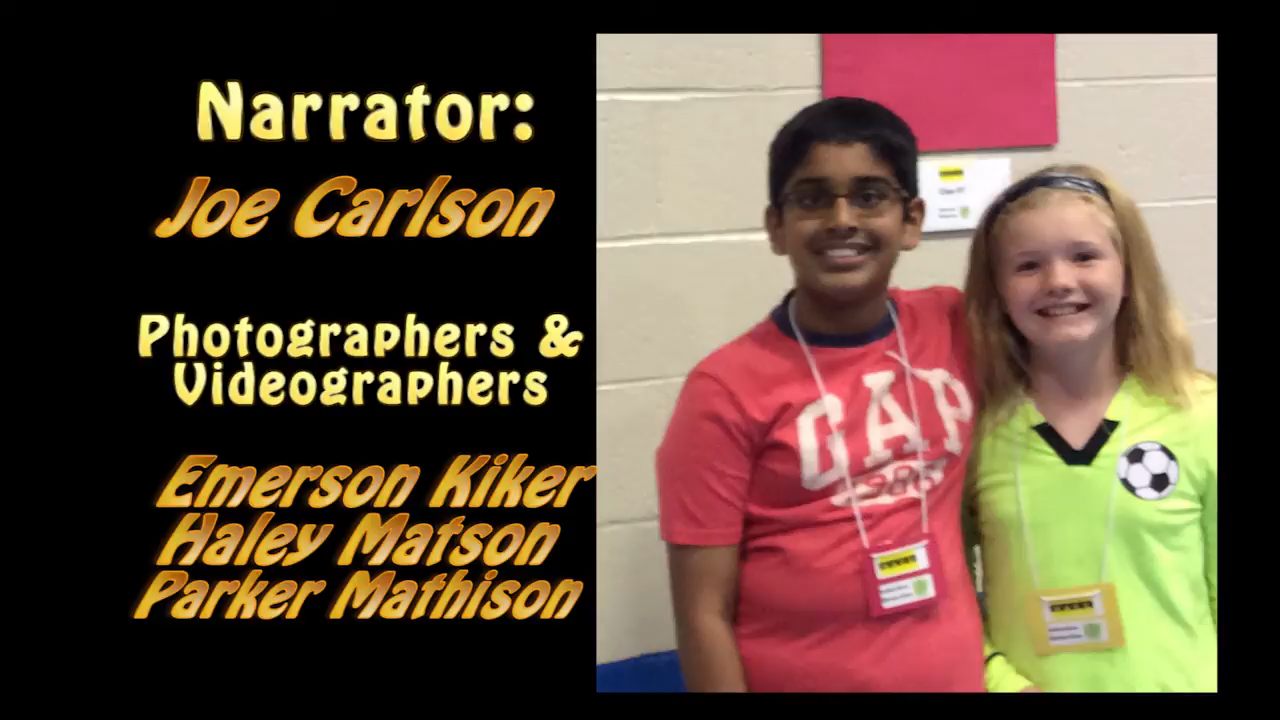 Narrator:
Joe Carlson
Photographers &
Videographers
Emerson Kiker
Haley Matson
Parker Mathison
GAP